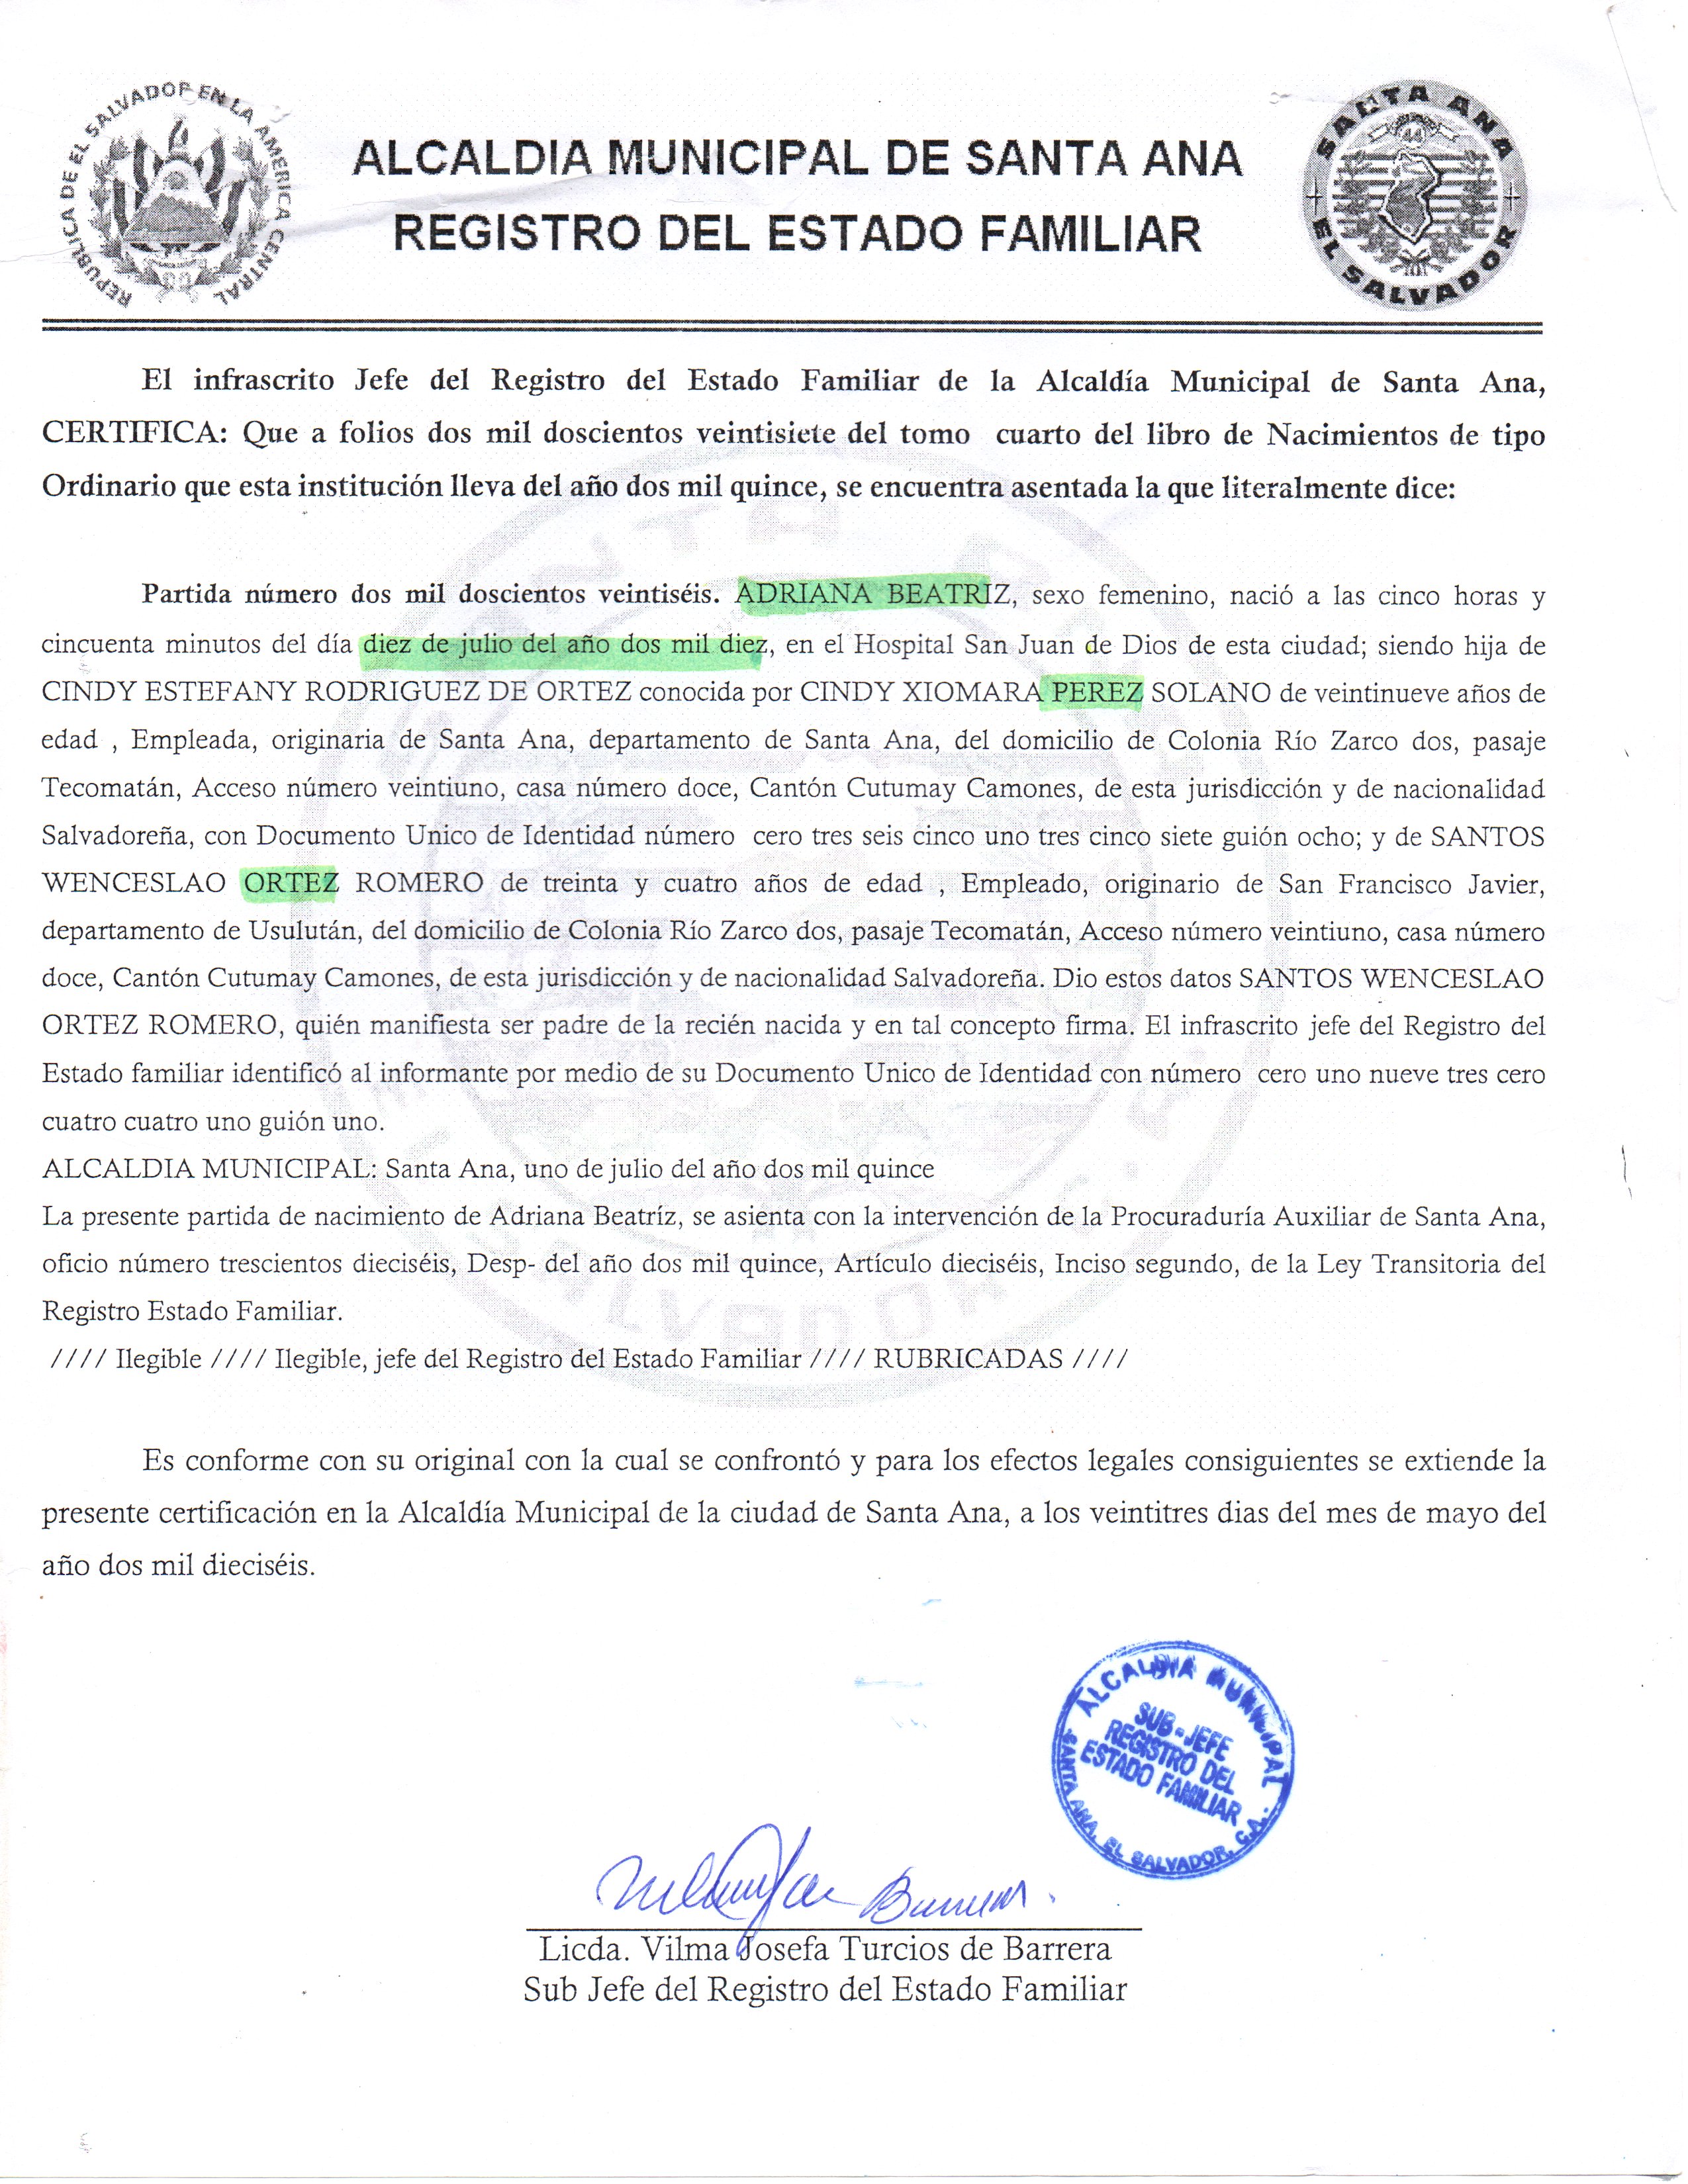 REPUBLICA DE EL SALVADOR EN LA AMERICA CENTRAL
SANTA ANA
44
EL SALVADOR
ALCALDIA MUNICIPAL DE SANTA ANA
REGISTRO DEL ESTADO FAMILIAR
El infrascrito Jefe del Registro del Estado Familiar de la Alcaldía Municipal de Santa Ana,
CERTIFICA: Que a folios dos mil doscientos veintisiete del tomo cuarto del libro de Nacimientos de tipo
Ordinario que esta institución lleva del año dos mil quince, se encuentra asentada la que literalmente dice:
Partida número dos mil doscientos veintiséis. ADRIANA BEATRIZ, sexo femenino, nació a las cinco horas y
cincuenta minutos del día diez de julio del año dos mil diez, en el Hospital San Juan de Dios de esta ciudad; siendo hija de
CINDY ESTEFANY RODRIGUEZ DE ORTEZ conocida por CINDY XIOMARA PEREZ SOLANO de veintinueve años de
edad , Empleada, originaria de Santa Ana, departamento de Santa Ana, del domicilio de Colonia Río Zarco dos, pasaje
Tecomatán, Acceso número veintiuno, casa número doce, Cantón Cutumay Camones, de esta jurisdicción y de nacionalidad
Salvadoreña, con Documento Unico de Identidad número cero tres seis cinco uno tres cinco siete guión ocho; y de SANTOS
WENCESLAO ORTEZ ROMERO de treinta y cuatro años de edad , Empleado, originario de San Francisco Javier,
departamento de Usulután, del domicilio de Colonia Río Zarco dos, pasaje Tecomatán, Acceso número veintiuno, casa número
doce, Cantón Cutumay Camones, de esta jurisdicción y de nacionalidad Salvadoreña. Dio estos datos SANTOS WENCESLAO
ORTEZ ROMERO, quién manifiesta ser padre de la recién nacida y en tal concepto firma. El infrascrito jefe del Registro del
Estado familiar identificó al informante por medio de su Documento Unico de Identidad con número cero uno nueve tres cero
cuatro cuatro uno guión uno.
ALCALDIA MUNICIPAL: Santa Ana, uno de julio del año dos mil quince
La presente partida de nacimiento de Adriana Beatríz, se asienta con la intervención de la Procuraduría Auxiliar de Santa Ana,
oficio número trescientos dieciséis, Desp- del año dos mil quince, Artículo dieciséis, Inciso segundo, de la Ley Transitoria del
Registro Estado Familiar.
//// Ilegible //// Ilegible, jefe del Registro del Estado Familiar //// RUBRICADAS ////
Es conforme con su original con la cual se confrontó y para los efectos legales consiguientes se extiende la
presente certificación en la Alcaldía Municipal de la ciudad de Santa Ana, a los veintitres dias del mes de mayo del
año dos mil dieciséis.
ALCALDIA MUNICIPAL
SUB-JEFE
REGISTRO DEL
ESTADO FAMILIAR
SANTA ANA, EL SALVADOR, C.A.
Licda. Vilma Josefa Turcios de Barrera
Sub Jefe del Registro del Estado Familiar